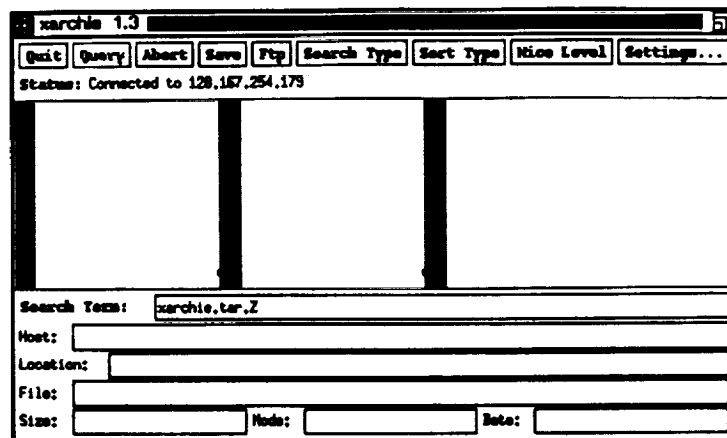 xarchie 1.3
Quit Query Abort Save Ftp Search Type Sort Type Nice Level Settings...
Status: Connected to 128.167.254.179
Search Term: xarchie.tar.Z
Host:
Location:
File:
Size: Mode: Date: